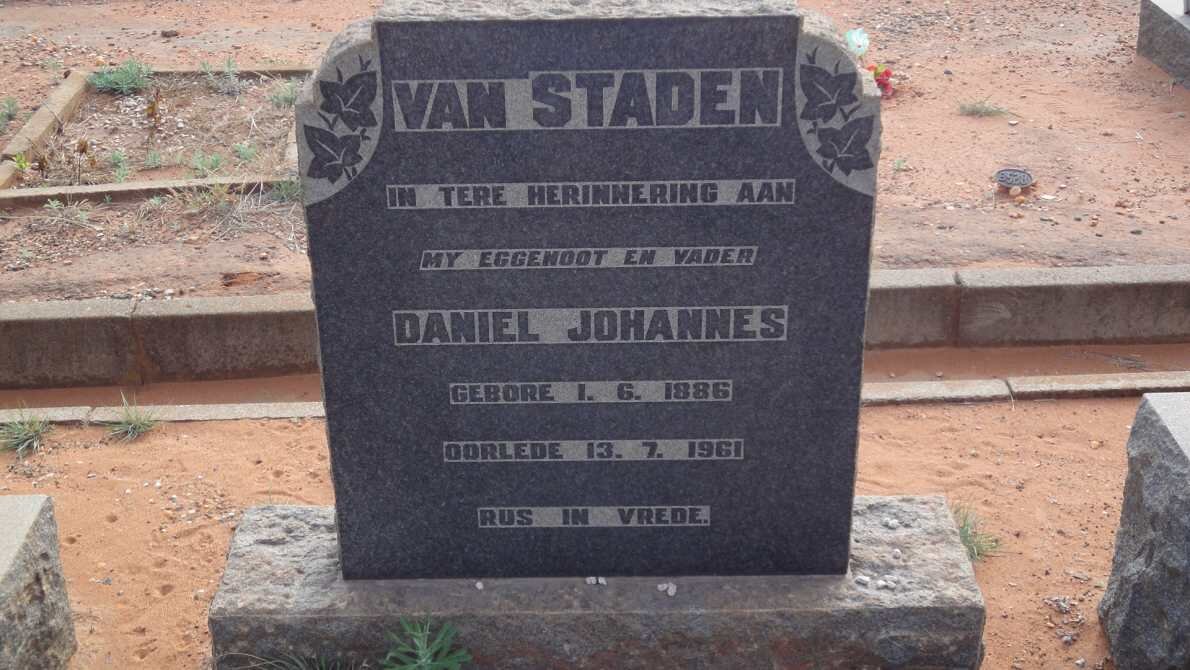 VAN STADEN
IN TERE HERINNERING AAN
MY EGGENOOT EN VADER
DANIEL JOHANNES
GEBORE 1. 6. 1886
OORLEDE 13. 7. 1961
RUS IN VREDE.